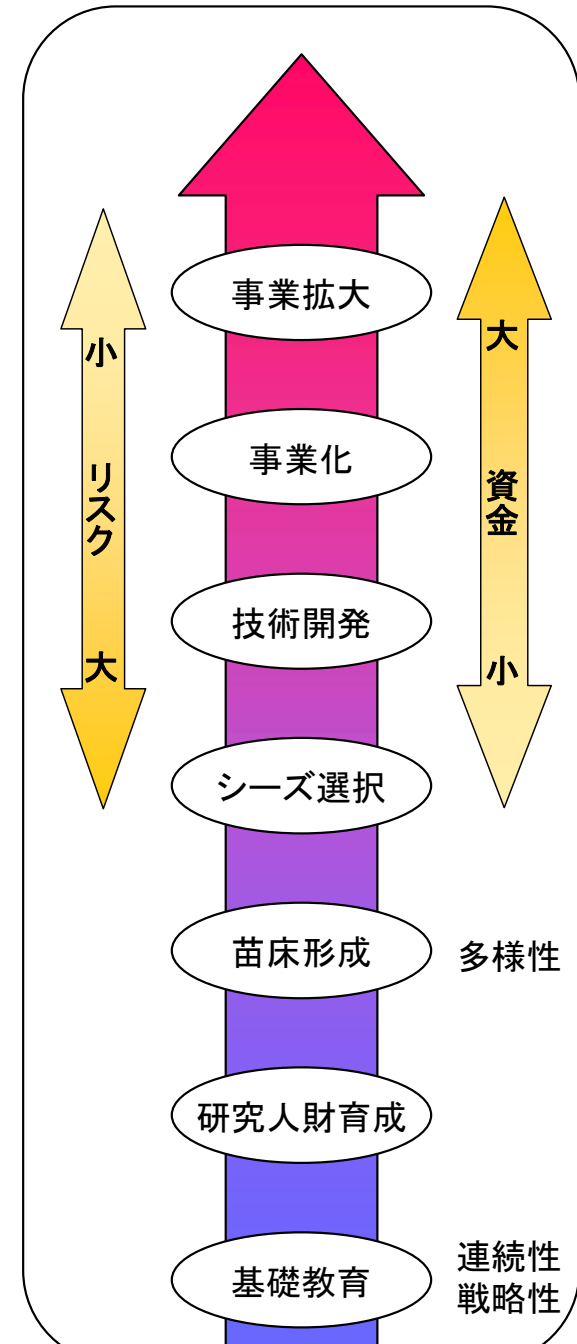 事業拡大
小
大
事業化
リスク
資金
技術開発
大
小
シーズ選択
苗床形成
多様性
研究人財育成
基礎教育
連続性
戦略性